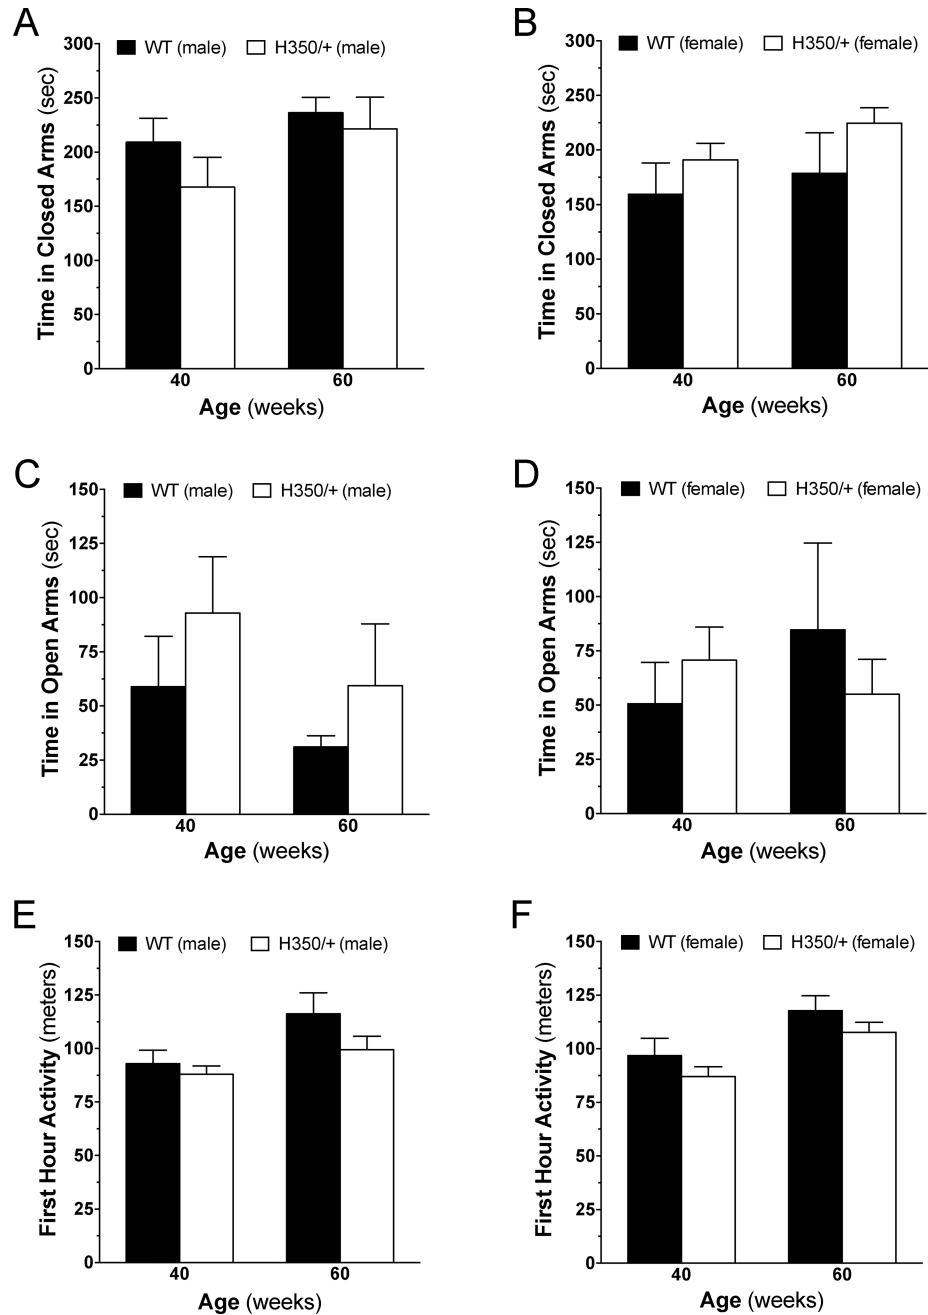 A
WT (male) H350/+ (male)
Time in Closed Arms (sec)
300
250
200
150
100
50
0
40 60
Age (weeks)
B
WT (female) H350/+ (female)
Time in Closed Arms (sec)
300
250
200
150
100
50
0
40 60
Age (weeks)
C
WT (male) H350/+ (male)
Time in Open Arms (sec)
150
125
100
75
50
25
0
40 60
Age (weeks)
D
WT (female) H350/+ (female)
Time in Open Arms (sec)
150
125
100
75
50
25
0
40 60
Age (weeks)
E
WT (male) H350/+ (male)
First Hour Activity (meters)
150
125
100
75
50
25
0
40 60
Age (weeks)
F
WT (female) H350/+ (female)
First Hour Activity (meters)
150
125
100
75
50
25
0
40 60
Age (weeks)